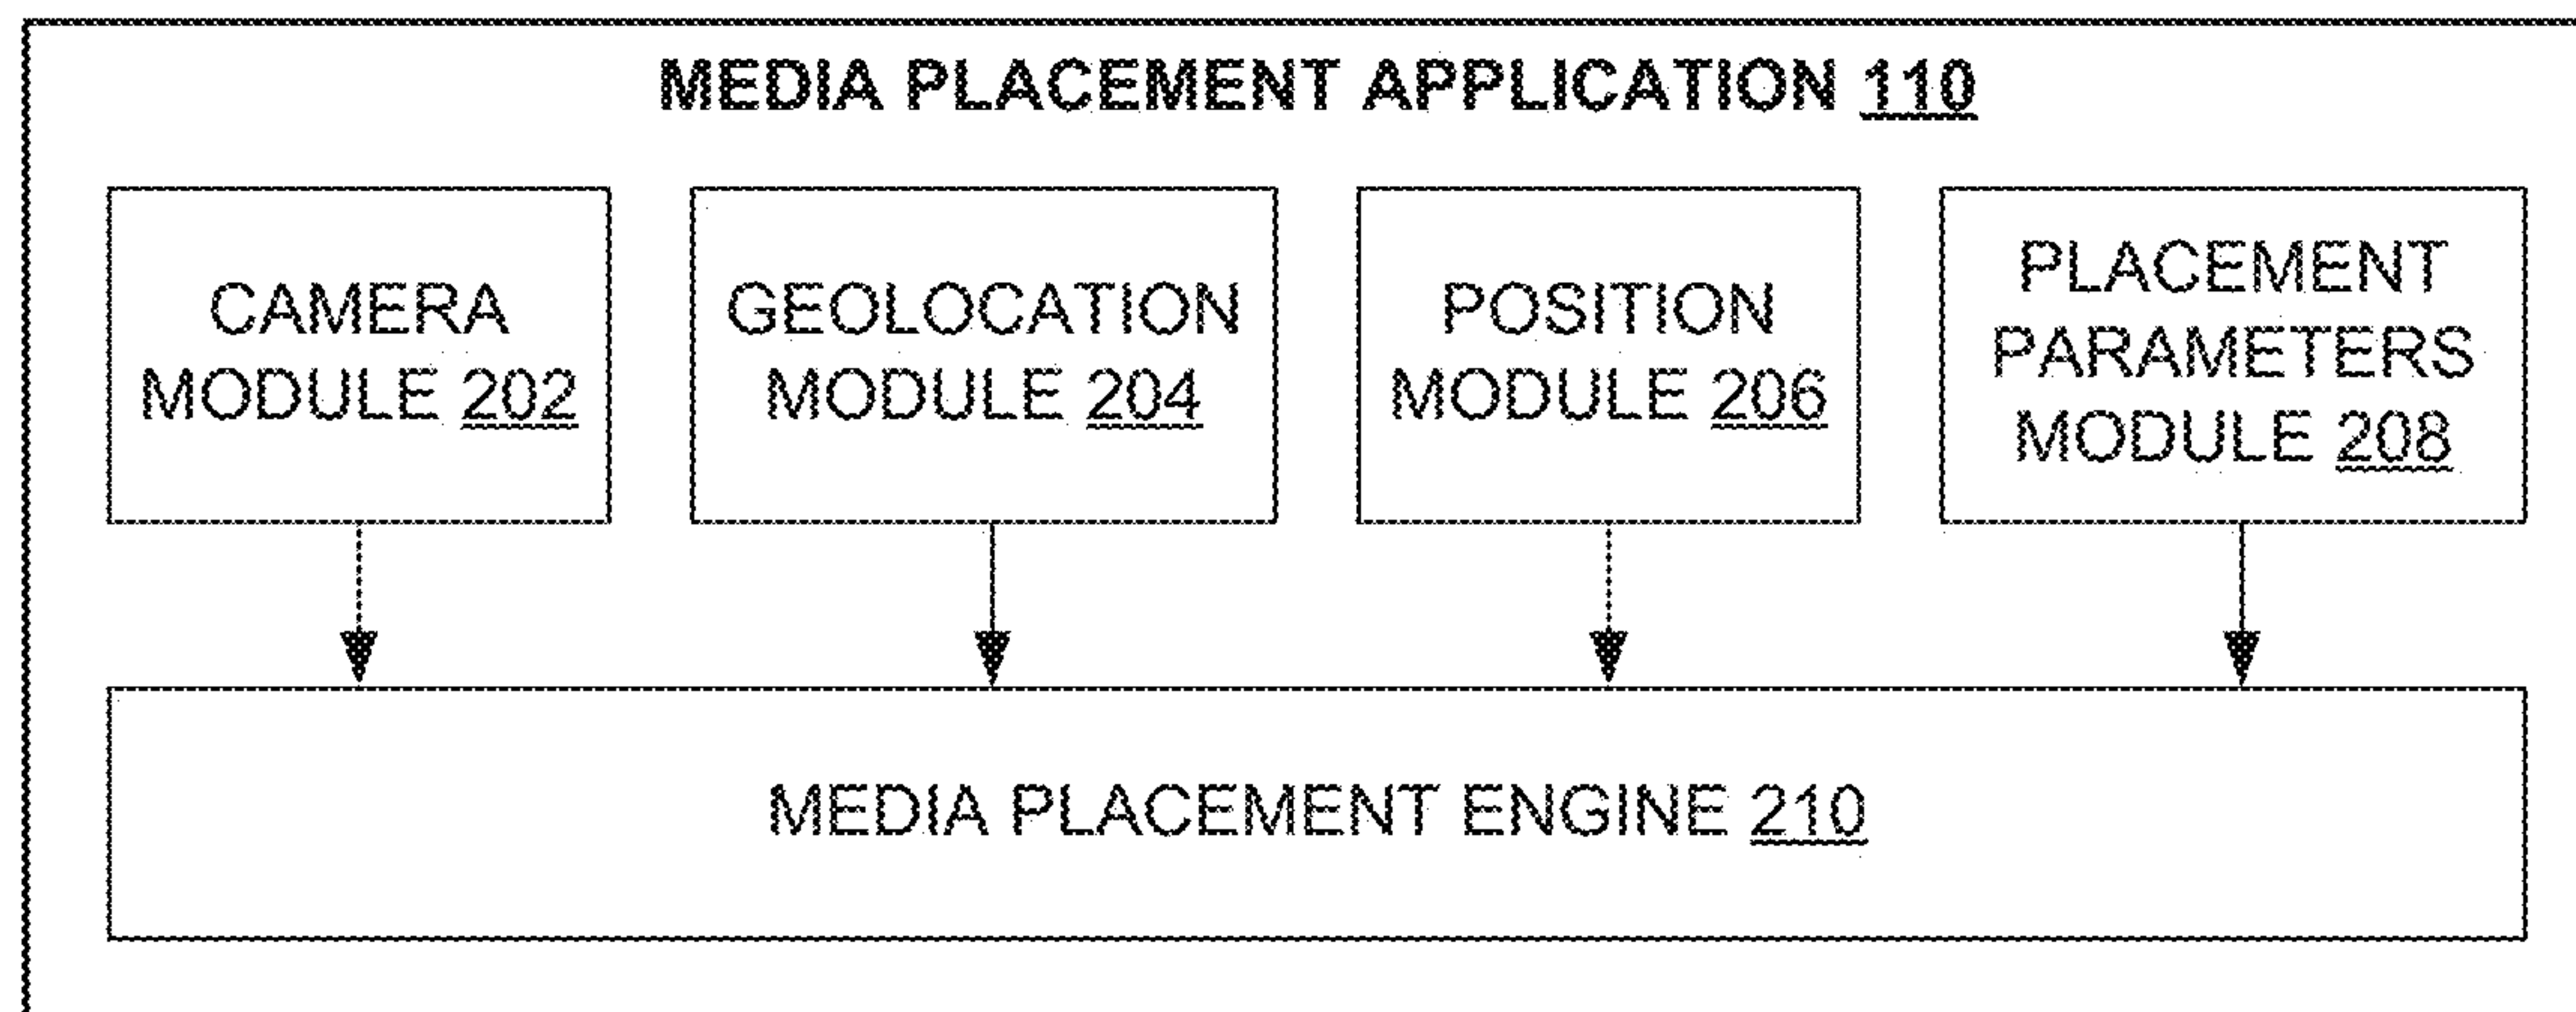 MEDIA PLACEMENT APPLICATION 110
CAMERA
MODULE 202
GEOLOCATION
MODULE 204
POSITION
MODULE 206
PLACEMENT
PARAMETERS
MODULE 208
MEDIA PLACEMENT ENGINE 210